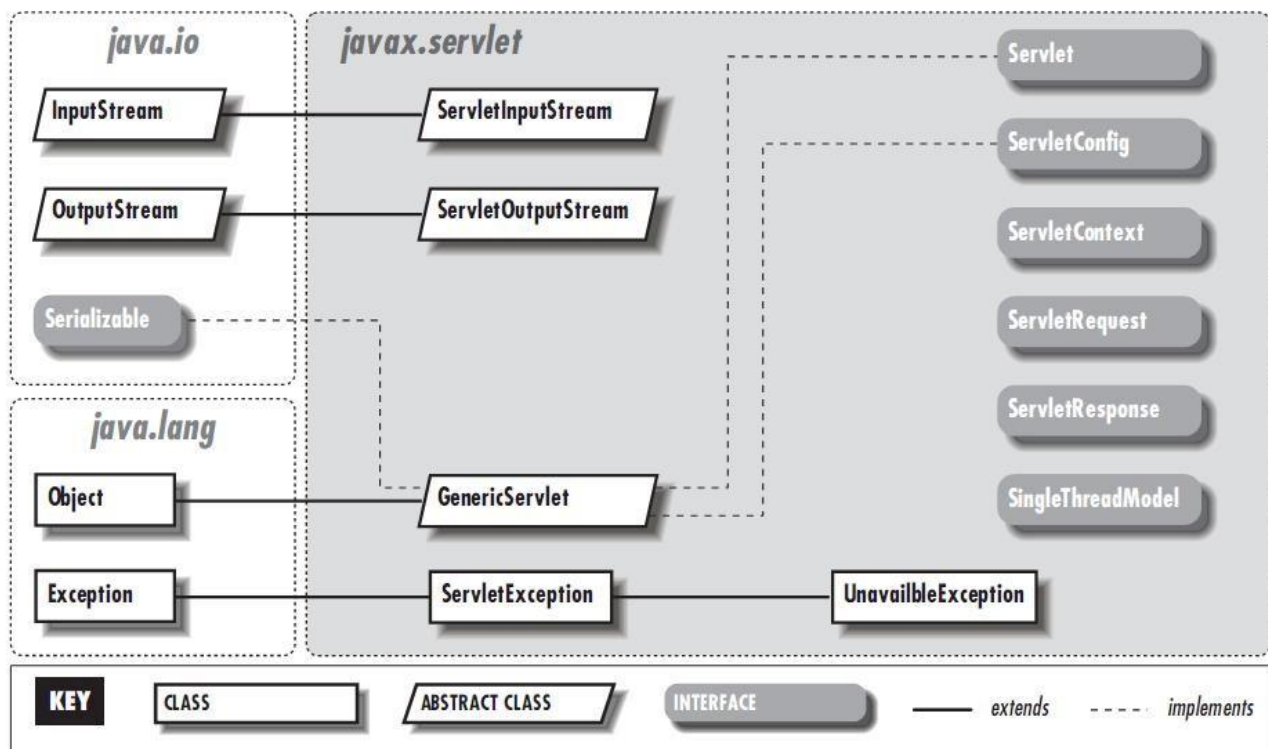 java.io
InputStream
OutputStream
Serializable
java.lang
Object
Exception
javax.servlet
ServletInputStream
ServletOutputStream
GenericServlet
ServletException
UnavailbleException
Servlet
ServletConfig
ServletContext
ServletRequest
ServletResponse
SingleThreadModel
KEY
CLASS
ABSTRACT CLASS
INTERFACE
extends
implements